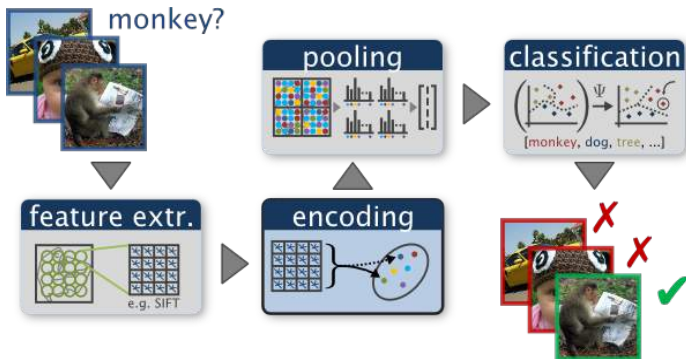 monkey?
pooling
classification
Ψ
[monkey, dog, tree, ...]
feature extr.
encoding
e.g. SIFT